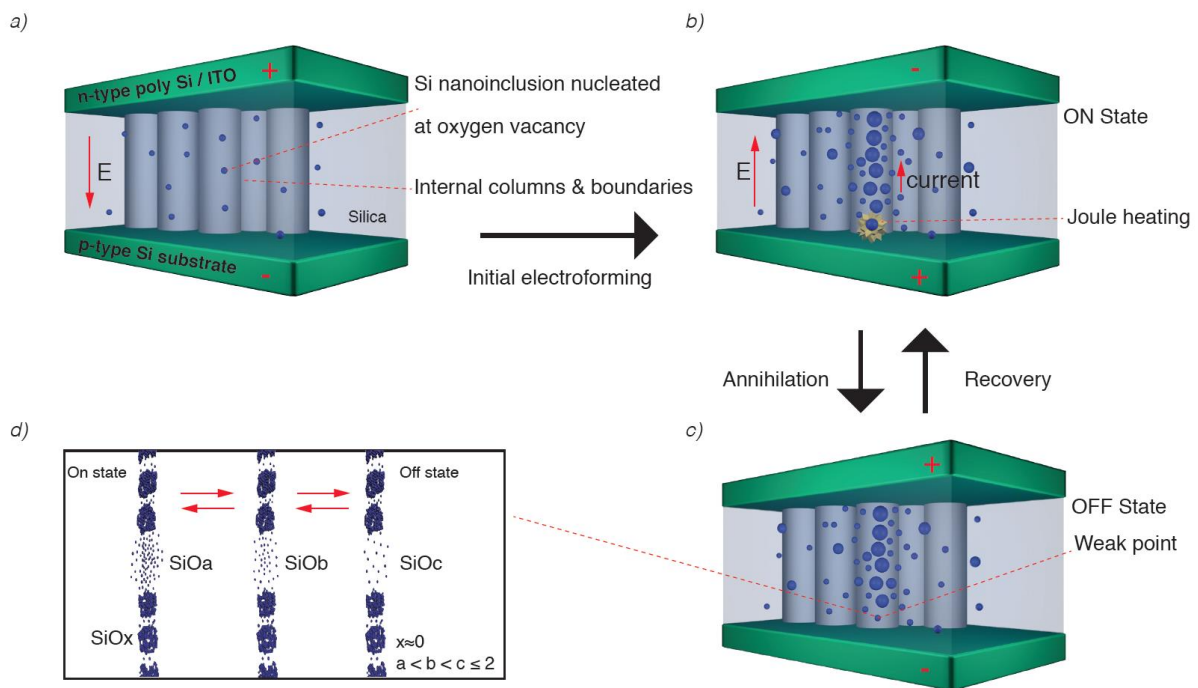 a)
n-type poly Si / ITO
+
E
p-type Si substrate
-
Silica
Si nanoinclusion nucleated
at oxygen vacancy
Internal columns & boundaries
Initial electroforming
b)
-
ON State
E
current
Joule heating
+
Annihilation
Recovery
c)
+
OFF State
Weak point
-
d)
On state
Off state
SiOa
SiOb
SiOc
SiOx
x≈0
a < b < c ≤ 2